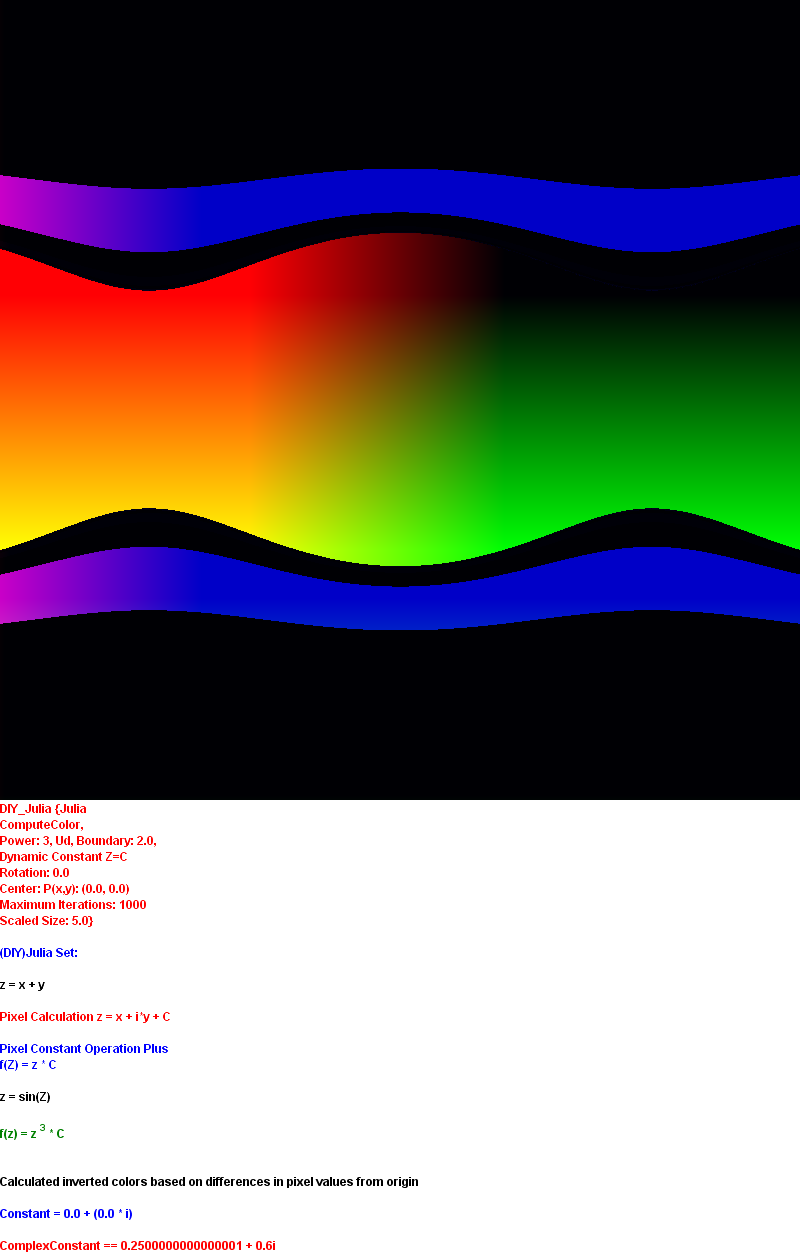 DIY_Julia {Julia
ComputeColor,
Power: 3, Ud, Boundary: 2.0,
Dynamic Constant Z=C
Rotation: 0.0
Center: P(x,y): (0.0, 0.0)
Maximum Iterations: 1000
Scaled Size: 5.0}
(DIY)Julia Set:
z = x + y
Pixel Calculation z = x + i*y + C
Pixel Constant Operation Plus
f(Z) = z * C
z = sin(Z)
f(z) = z ³ * C
Calculated inverted colors based on differences in pixel values from origin
Constant = 0.0 + (0.0 * i)
ComplexConstant == 0.2500000000000001 + 0.6i